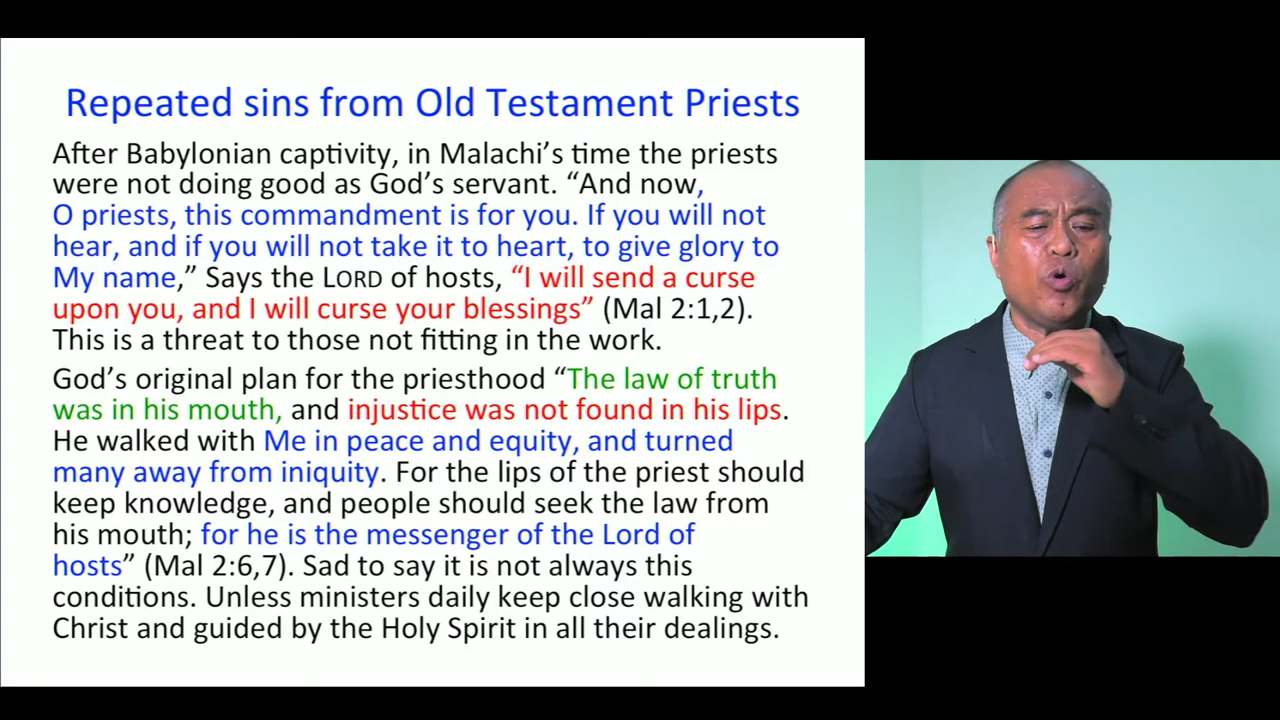 Repeated sins from Old Testament Priests
After Babylonian captivity, in Malachi's time the priests
were not doing good as God's servant. “And now,
O priests, this commandment is for you. If you will not
hear, and if you will not take it to heart, to give glory to
My name,” Says the LORD of hosts, “I will send a curse
upon you, and I will curse your blessings” (Mal 2:1,2).
This is a threat to those not fitting in the work.
God's original plan for the priesthood “The law of truth
was in his mouth, and injustice was not found in his lips.
He walked with Me in peace and equity, and turned
many away from iniquity. For the lips of the priest should
keep knowledge, and people should seek the law from
his mouth; for he is the messenger of the Lord of
hosts” (Mal 2:6,7). Sad to say it is not always this
conditions. Unless ministers daily keep close walking with
Christ and guided by the Holy Spirit in all their dealings.